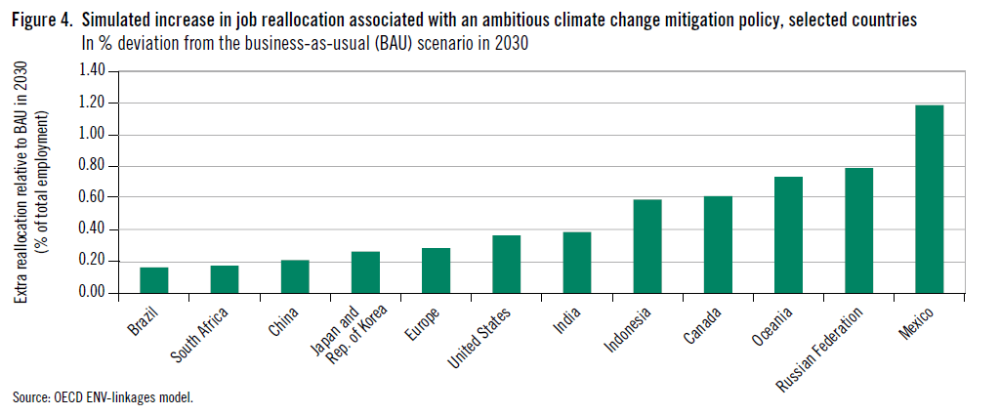 Figure 4. Simulated increase in job reallocation associated with an ambitious climate change mitigation policy, selected countries
In % deviation from the business-as-usual (BAU) scenario in 2030
Extra reallocation relative to BAU in 2030
(% of total employment)
1.40
1.20
1.00
0.80
0.60
0.40
0.20
0.00
Brazil
South Africa
China
Japan and
Rep. of Korea
Europe
United States
India
Indonesia
Canada
Oceania
Russian Federation
Mexico
Source: OECD ENV-linkages model.